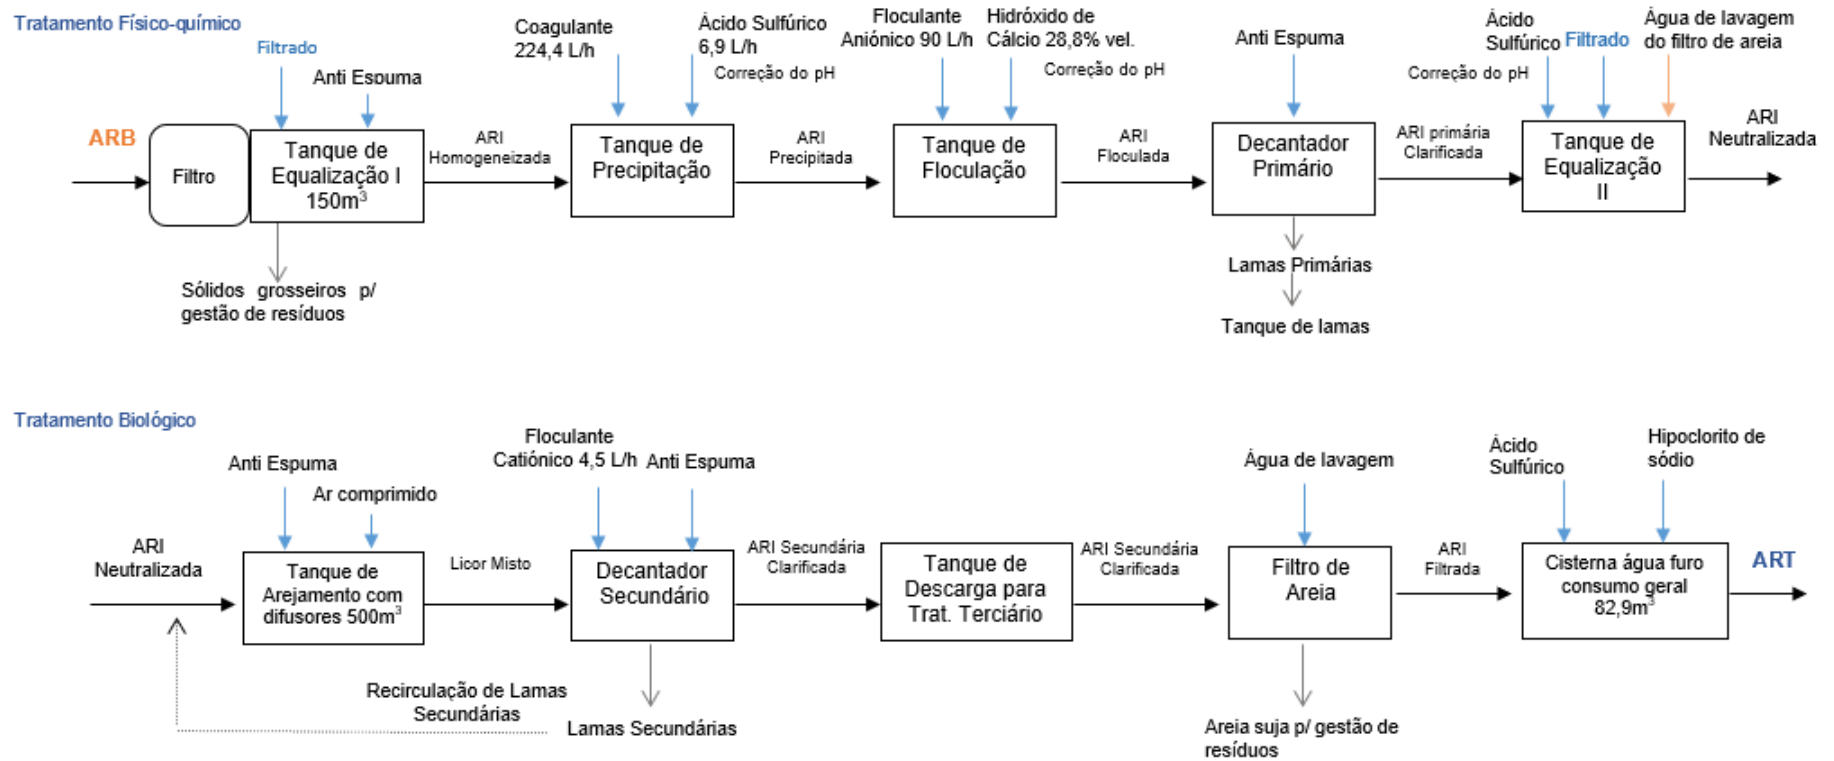 Tratamento Físico-químico
Filtrado
Anti Espuma
Coagulante
224,4 L/h
Ácido Sulfúrico
6,9 L/h
Correção do pH
Floculante
Aniónico 90 L/h
Hidróxido de
Cálcio 28,8% vel.
Correção do pH
Anti Espuma
Ácido
Sulfúrico
Correção do pH
Filtrado
Água de lavagem
do filtro de areia
ARB
Filtro
Tanque de
Equalização I
150m³
ARI
Homogeneizada
Tanque de
Precipitação
ARI
Precipitada
Tanque de
Floculação
ARI
Floculada
Decantador
Primário
ARI primária
Clarificada
Tanque de
Equalização
II
ARI
Neutralizada
Sólidos grosseiros p/
gestão de resíduos
Lamas Primárias
Tanque de lamas
Tratamento Biológico
Anti Espuma
Ar comprimido
Floculante
Catiónico 4,5 L/h
Anti Espuma
Água de lavagem
Ácido
Sulfúrico
Hipoclorito de
sódio
ARI
Neutralizada
Tanque de
Arejamento com
difusores 500m³
Licor Misto
Decantador
Secundário
ARI Secundária
Clarificada
Tanque de
Descarga para
Trat. Terciário
ARI Secundária
Clarificada
Filtro de
Areia
ARI
Filtrada
Cisterna água furo
consumo geral
82,9m³
ART
Recirculação de Lamas
Secundárias
Lamas Secundárias
Areia suja p/ gestão de
resíduos